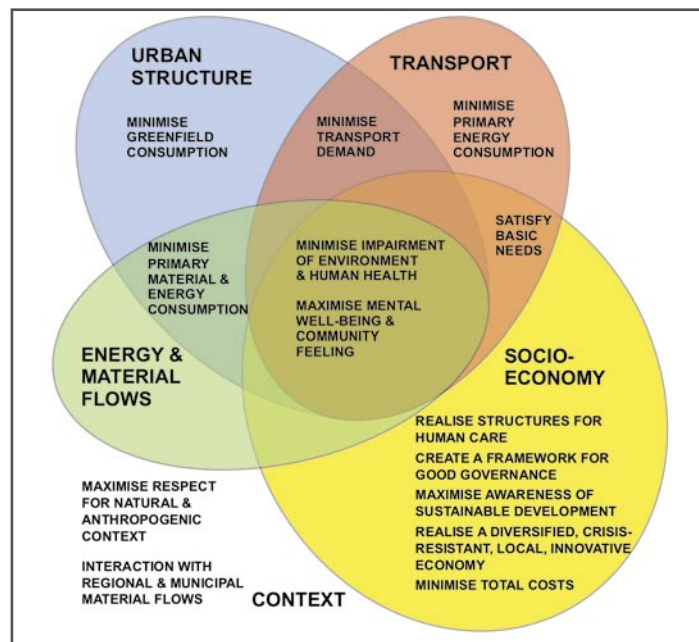 URBAN
STRUCTURE
TRANSPORT
MINIMISE
GREENFIELD
CONSUMPTION
MINIMISE
TRANSPORT
DEMAND
MINIMISE
PRIMARY
ENERGY
CONSUMPTION
SATISFY
BASIC
NEEDS
MINIMISE
PRIMARY
MATERIAL &
ENERGY
CONSUMPTION
MINIMISE IMPAIRMENT
OF ENVIRONMENT
& HUMAN HEALTH
MAXIMISE MENTAL
WELL-BEING &
COMMUNITY
FEELING
ENERGY &
MATERIAL
FLOWS
SOCIO-
ECONOMY
REALISE STRUCTURES FOR
HUMAN CARE
CREATE A FRAMEWORK FOR
GOOD GOVERNANCE
MAXIMISE AWARENESS OF
SUSTAINABLE DEVELOPMENT
REALISE A DIVERSIFIED, CRISIS-
RESISTANT, LOCAL, INNOVATIVE
ECONOMY
MINIMISE TOTAL COSTS
MAXIMISE RESPECT
FOR NATURAL &
ANTHROPOGENIC
CONTEXT
INTERACTION WITH
REGIONAL & MUNICIPAL
MATERIAL FLOWS
CONTEXT